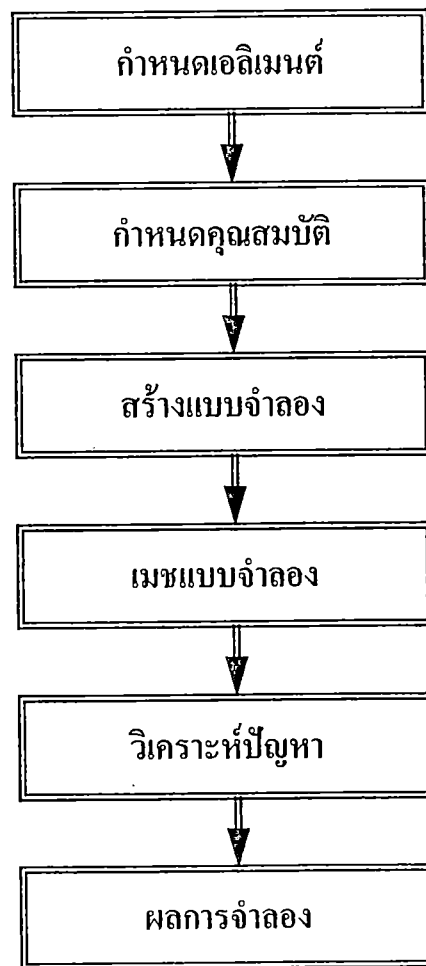 กำหนดเอลิเมนต์
กำหนดคุณสมบัติ
สร้างแบบจำลอง
เมชแบบจำลอง
วิเคราะห์ปัญหา
ผลการจำลอง